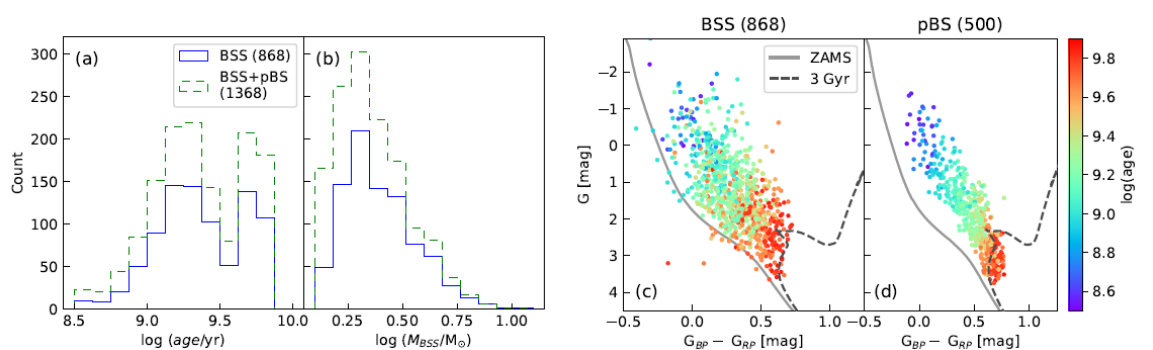 (a)
BSS (868)
BSS+pBS
(1368)
Count
300
250
200
150
100
50
0
8.5
9.0
9.5
10.0
log (age/yr)
(b)
0.25
0.50
0.75
1.00
log (M_BSS/M_⊙)
BSS (868)
ZAMS
3 Gyr
G [mag]
−2
−1
0
1
2
3
4
(c)
−0.5
0.0
0.5
1.0
G_BP − G_RP [mag]
pBS (500)
(d)
−0.5
0.0
0.5
1.0
G_BP − G_RP [mag]
9.8
9.6
9.4
9.2
9.0
8.8
8.6
log(age)